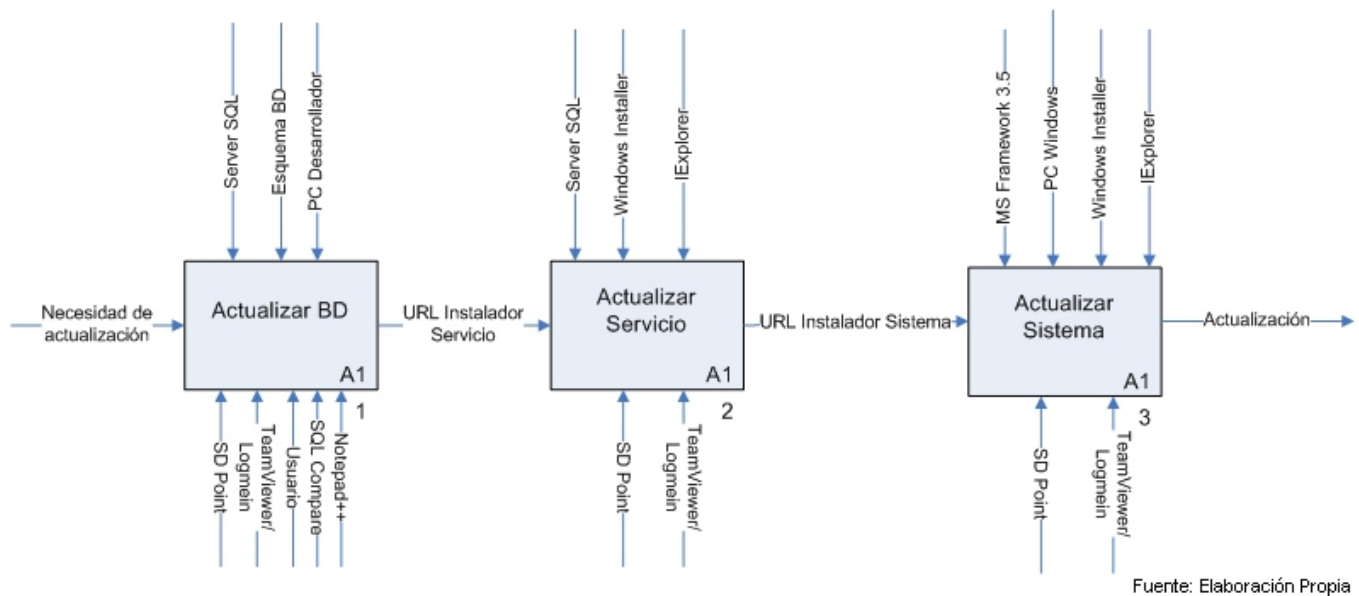 Server SQL
Esquema BD
PC Desarrollador
Server SQL
Windows Installer
IExplorer
MS Framework 3.5
PC Windows
Windows Installer
IExplorer
Necesidad de
actualización
Actualizar BD
A1
1
URL Instalador
Servicio
Actualizar
Servicio
A1
2
URL Instalador Sistema
Actualizar
Sistema
A1
3
Actualización
SD Point
TeamViewer/
Logmein
Usuario
SQL Compare
Notepad++
SD Point
TeamViewer/
Logmein
SD Point
TeamViewer/
Logmein
Fuente: Elaboración Propia